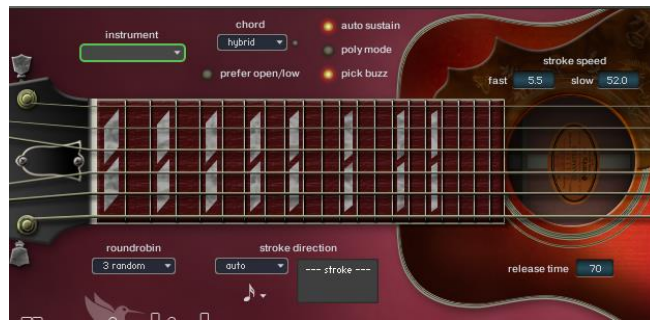 chord
auto sustain
instrument
hybrid
poly mode
stroke speed
prefer open/low
pick buzz
fast 5.5 slow 52.0
roundrobin
stroke direction
3 random
auto
--- stroke ---
release time 70